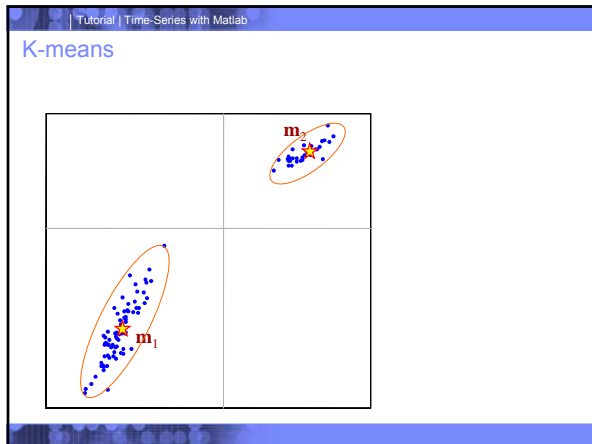 Tutorial | Time-Series with Matlab
K-means
m₂
m₁